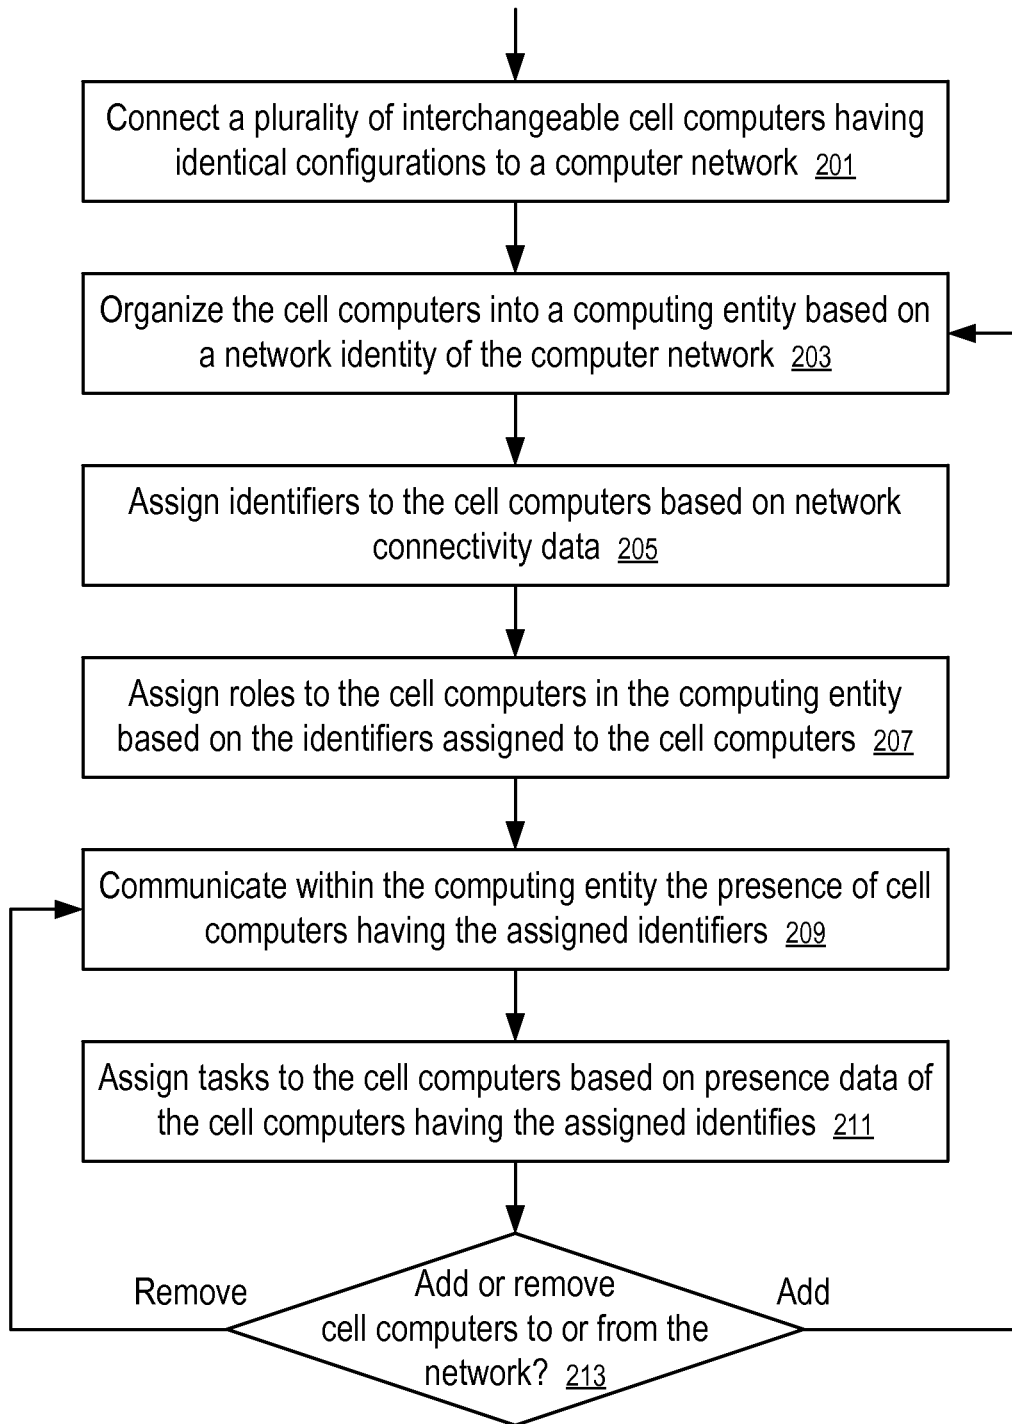 Connect a plurality of interchangeable cell computers having
identical configurations to a computer network 201
Organize the cell computers into a computing entity based on
a network identity of the computer network 203
Assign identifiers to the cell computers based on network
connectivity data 205
Assign roles to the cell computers in the computing entity
based on the identifiers assigned to the cell computers 207
Communicate within the computing entity the presence of cell
computers having the assigned identifiers 209
Assign tasks to the cell computers based on presence data of
the cell computers having the assigned identifies 211
Remove
Add or remove
cell computers to or from the
network? 213
Add